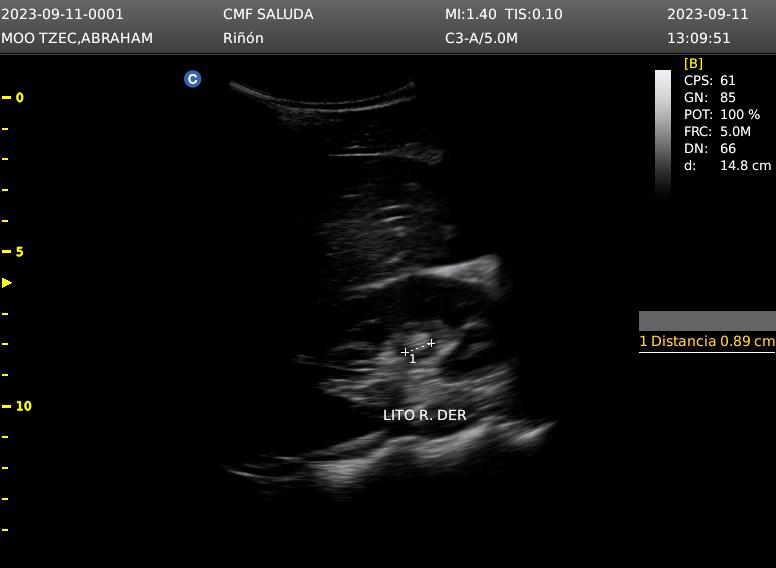 2023-09-11-0001 CMF SALUDA MI:1.40 TIS:0.10 2023-09-11
MOO TZEC,ABRAHAM Riñón C3-A/5.0M 13:09:51
C
[B]
CPS: 61
GN: 85
POT: 100 %
FRC: 5.0M
DN: 66
d: 14.8 cm
0
5
10
1
1 Distancia 0.89 cm
LITO R. DER